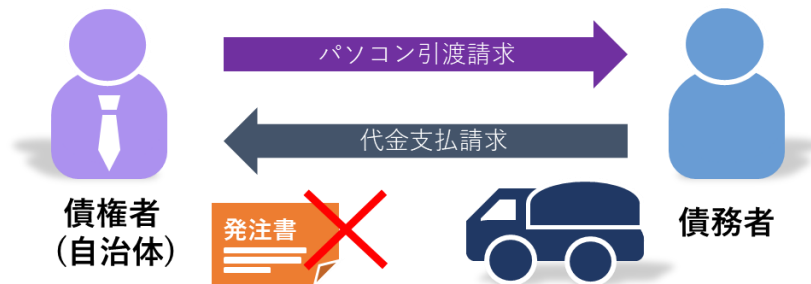 パソコン引渡請求
代金支払請求
債権者
(自治体)
発注書
債務者